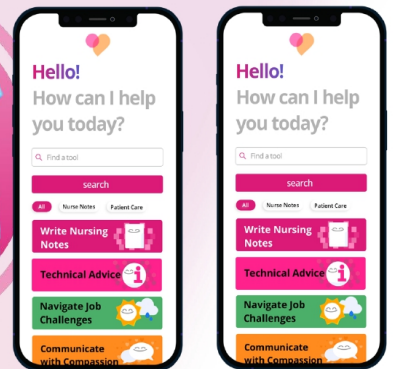 Hello!
How can I help
you today?
Find a tool
search
All Nurse Notes Patient Care
Write Nursing
Notes
Technical Advice
Navigate Job
Challenges
Communicate
with Compassion
Hello!
How can I help
you today?
Find a tool
search
All Nurse Notes Patient Care
Write Nursing
Notes
Technical Advice
Navigate Job
Challenges
Communicate
with Compassion